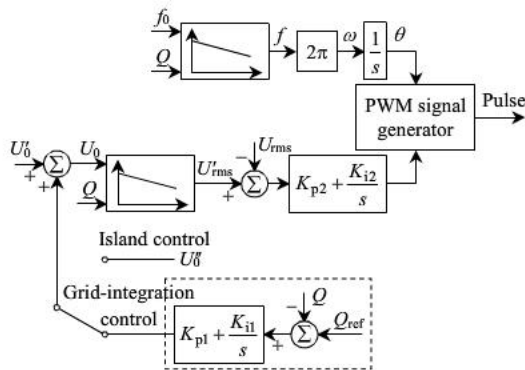 f₀
Q
f
2π
ω
1/s
θ
PWM signal generator
Pulse
U′₀
+
+
Σ
U₀
Q
U′rms
+
−
Urms
Σ
Kp2 + Ki2/s
Island control
U″₀
Grid-integration control
Kp1 + Ki1/s
−
Q
+
Σ
Qref